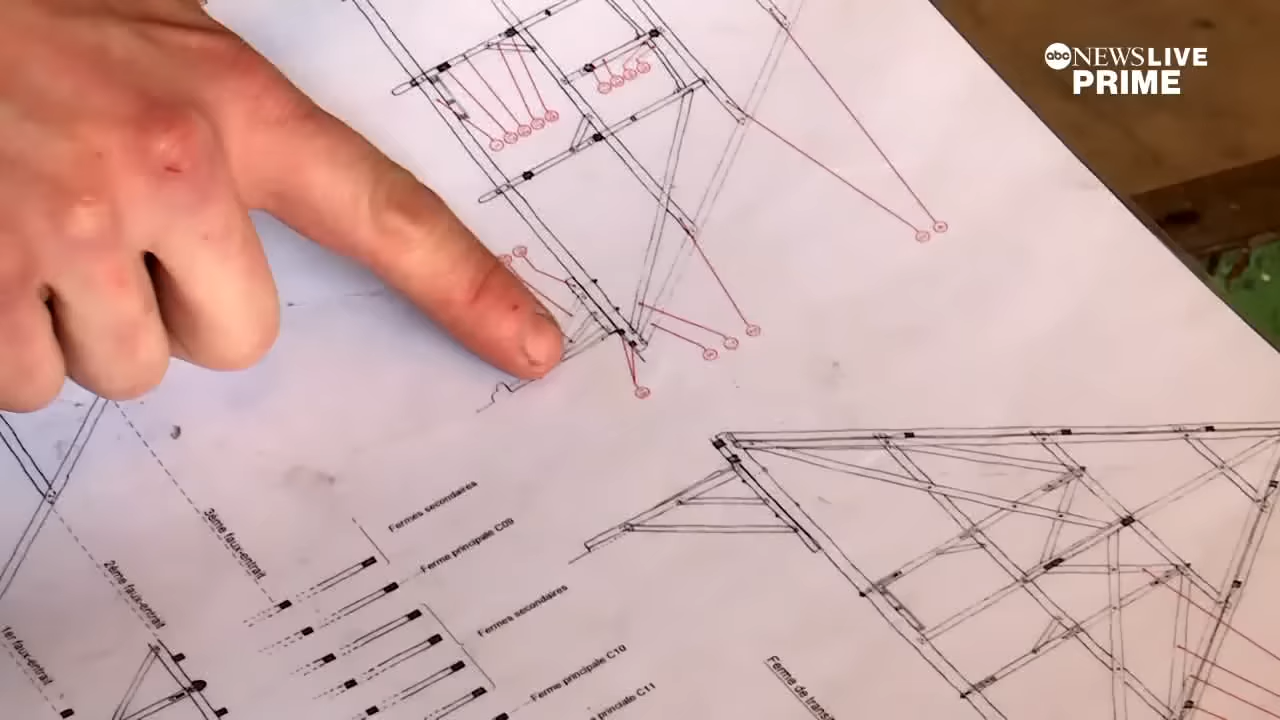 abc NEWS LIVE
PRIME
Fermes secondaires
3ème faux-entrait
Ferme principale C09
2ème faux-entrait
Fermes secondaires
1er faux-entrait
Ferme principale C10
Ferme de trans
principale C11